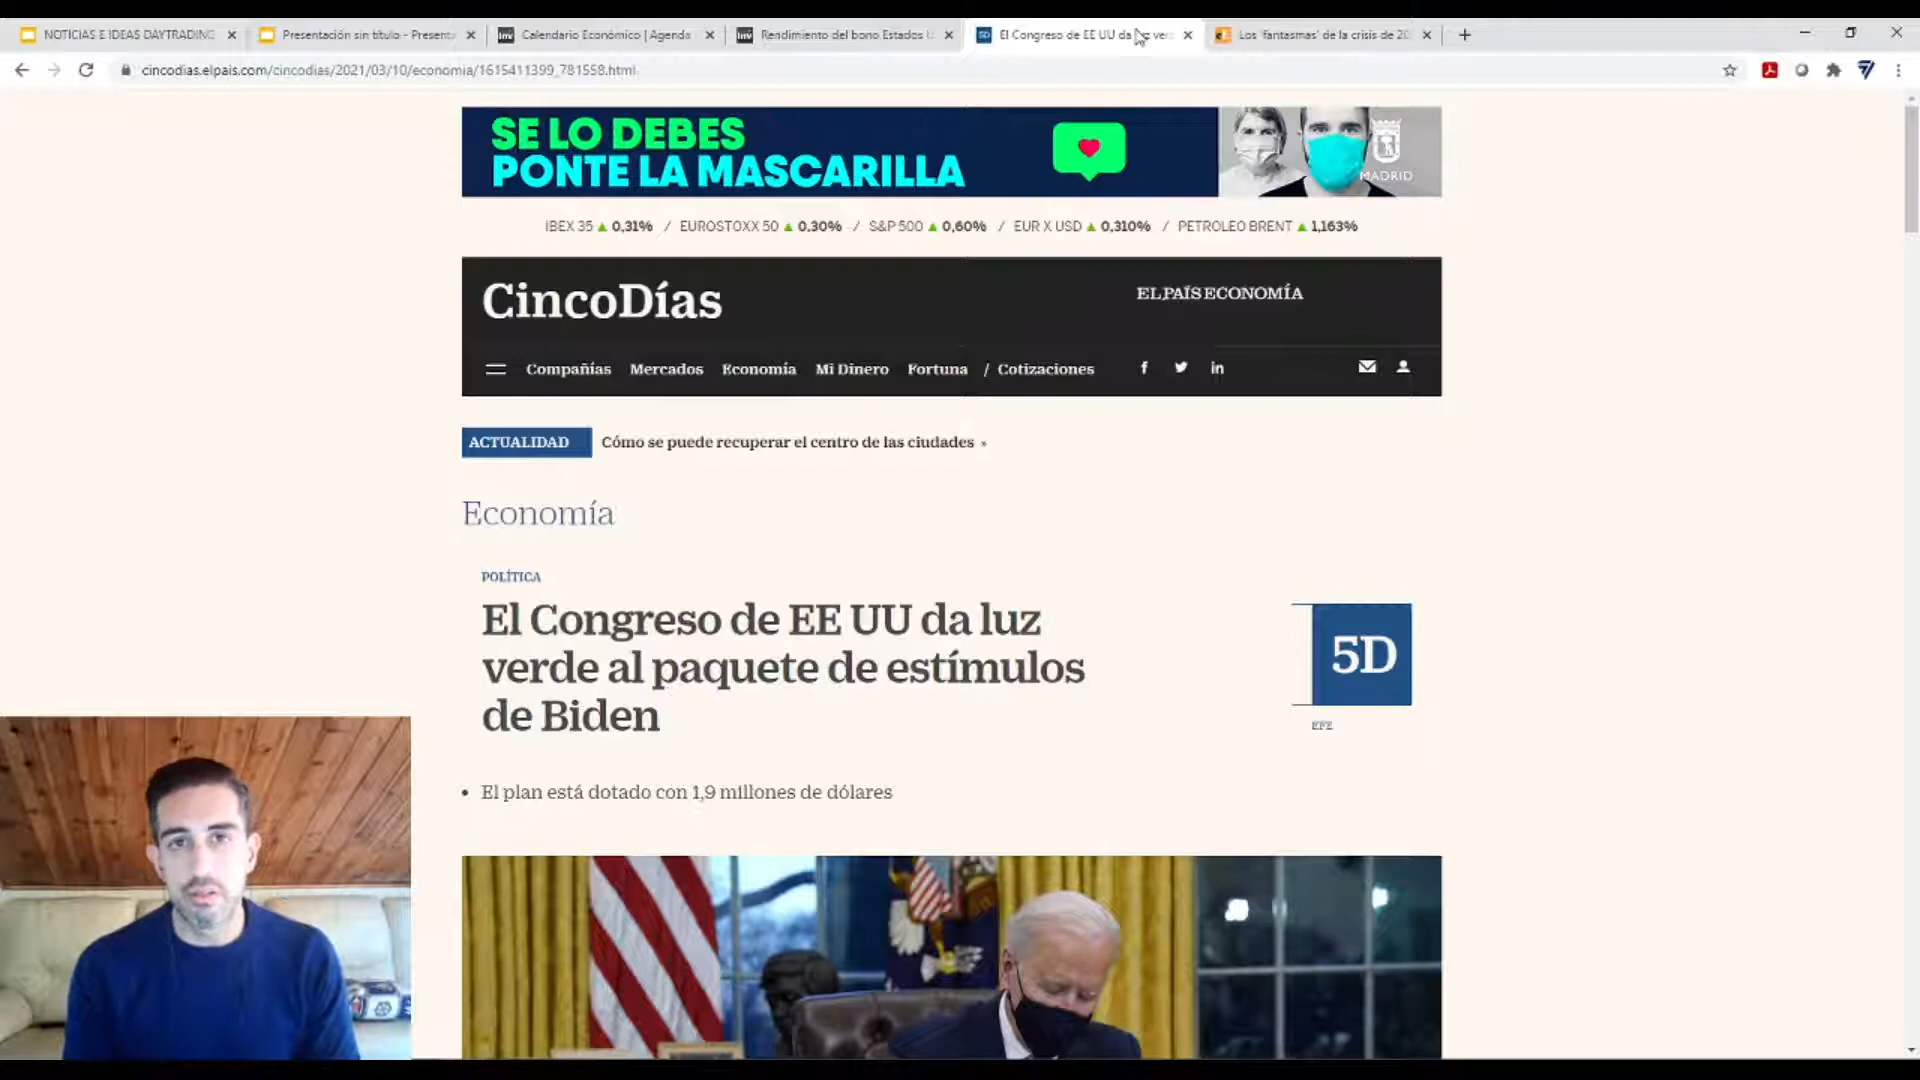 NOTICIAS E IDEAS DAYTRADING
Presentación sin título - Present
Calendario Económico | Agenda
Rendimiento del bono Estados U
El Congreso de EE UU da luz ver
Los 'fantasmas' de la crisis de 20
cincodias.elpais.com/cincodias/2021/03/10/economia/1615411399_781558.html
SE LO DEBES
PONTE LA MASCARILLA
MADRID
IBEX 35 ▲ 0,31% / EUROSTOXX 50 ▲ 0.30% / S&P 500 ▲ 0,60% / EUR X USD ▲ 0,310% / PETROLEO BRENT ▲ 1,163%
CincoDías
EL PAÍS ECONOMÍA
Compañías Mercados Economía Mi Dinero Fortuna / Cotizaciones
ACTUALIDAD Cómo se puede recuperar el centro de las ciudades »
Economía
POLÍTICA
El Congreso de EE UU da luz
verde al paquete de estímulos
de Biden
5D
EFE
• El plan está dotado con 1,9 millones de dólares